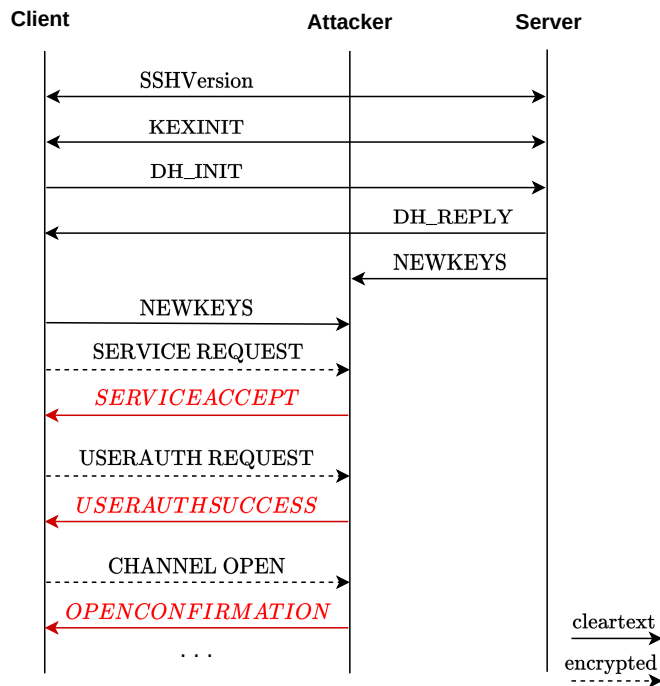 Client Attacker Server
SSHVersion
KEXINIT
DH_INIT
DH_REPLY
NEWKEYS
NEWKEYS
SERVICE REQUEST
SERVICEACCEPT
USERAUTH REQUEST
USERAUTHSUCCESS
CHANNEL OPEN
OPENCONFIRMATION
cleartext
...
encrypted